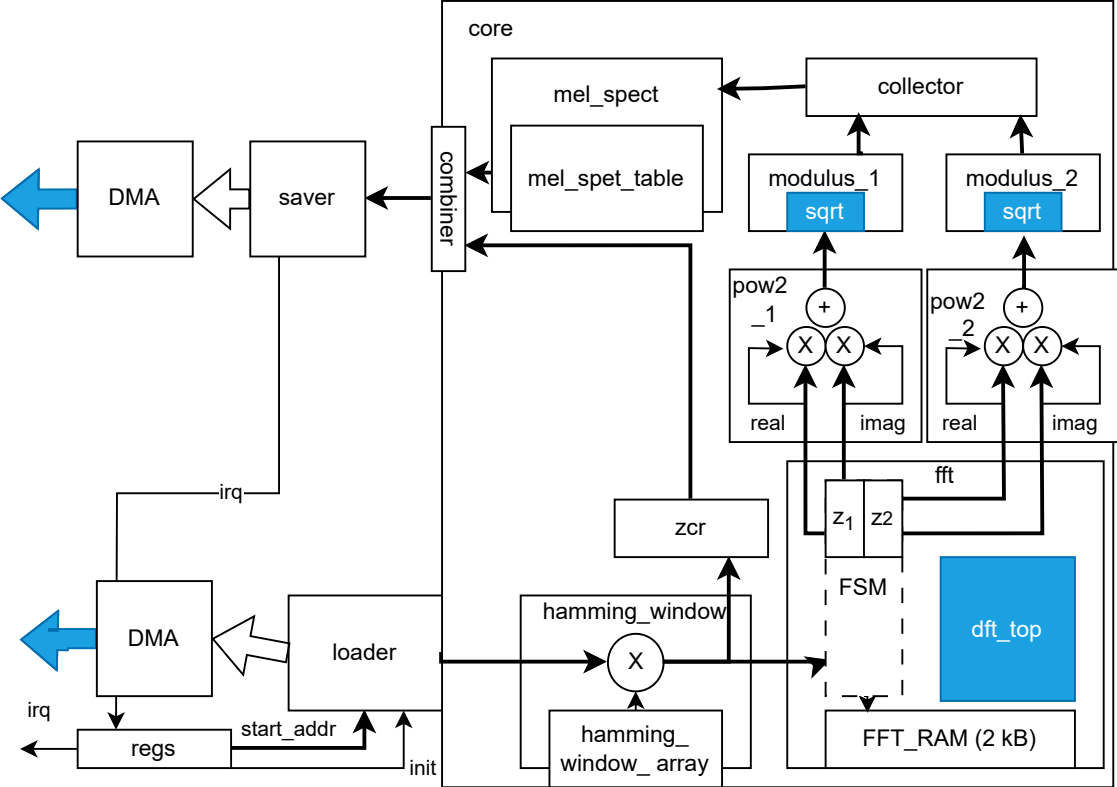 core
mel_spect
collector
mel_spet_table
combiner
DMA
saver
modulus_1
sqrt
modulus_2
sqrt
pow2
_1
+
X
X
real
imag
pow2
_2
+
X
X
real
imag
irq
fft
z1
z2
FSM
dft_top
FFT_RAM (2 kB)
zcr
hamming_window
X
hamming_
window_ array
DMA
loader
irq
regs
start_addr
init